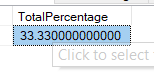 TotalPercentage
33.330000000000
Click to select